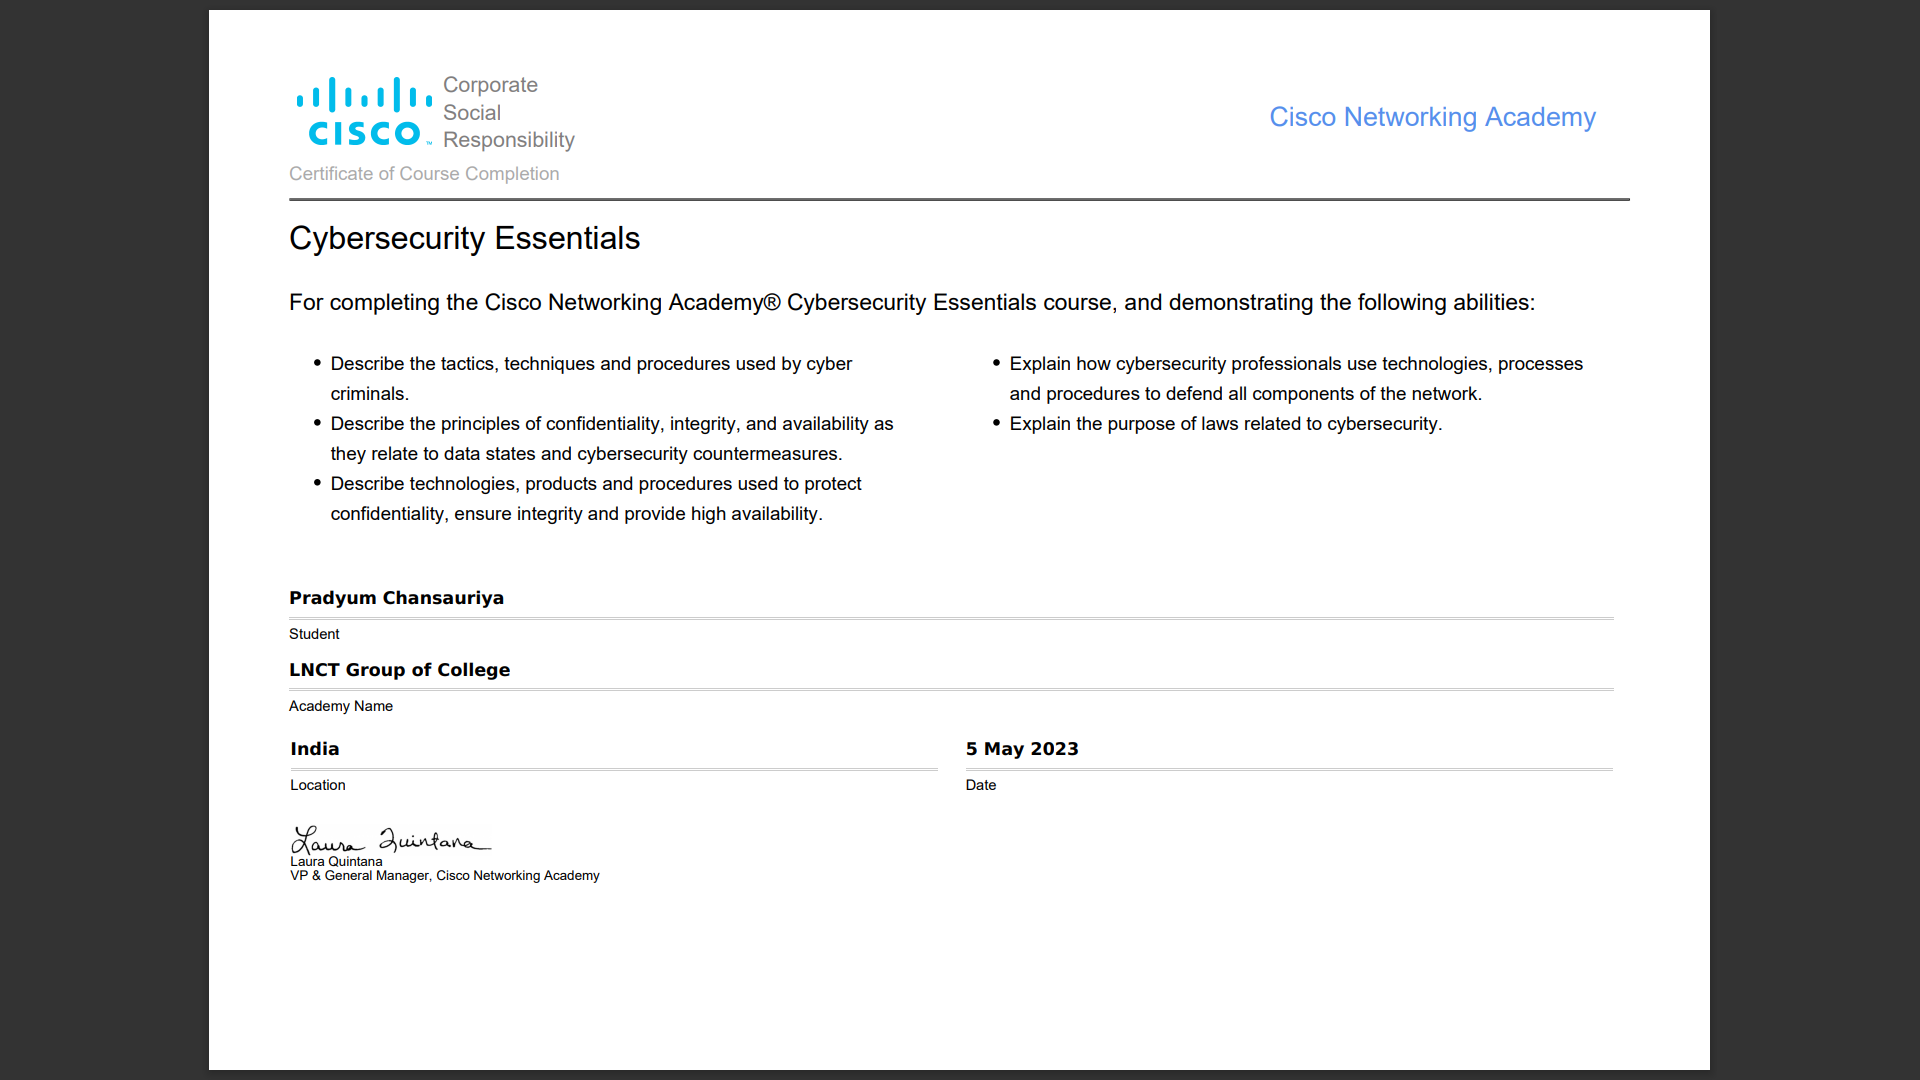 CISCO™
Corporate
Social
Responsibility
Cisco Networking Academy
Certificate of Course Completion
Cybersecurity Essentials
For completing the Cisco Networking Academy® Cybersecurity Essentials course, and demonstrating the following abilities:
• Describe the tactics, techniques and procedures used by cyber
criminals.
• Describe the principles of confidentiality, integrity, and availability as
they relate to data states and cybersecurity countermeasures.
• Describe technologies, products and procedures used to protect
confidentiality, ensure integrity and provide high availability.
• Explain how cybersecurity professionals use technologies, processes
and procedures to defend all components of the network.
• Explain the purpose of laws related to cybersecurity.
Pradyum Chansauriya
Student
LNCT Group of College
Academy Name
India
Location
5 May 2023
Date
Laura Quintana
Laura Quintana
VP & General Manager, Cisco Networking Academy